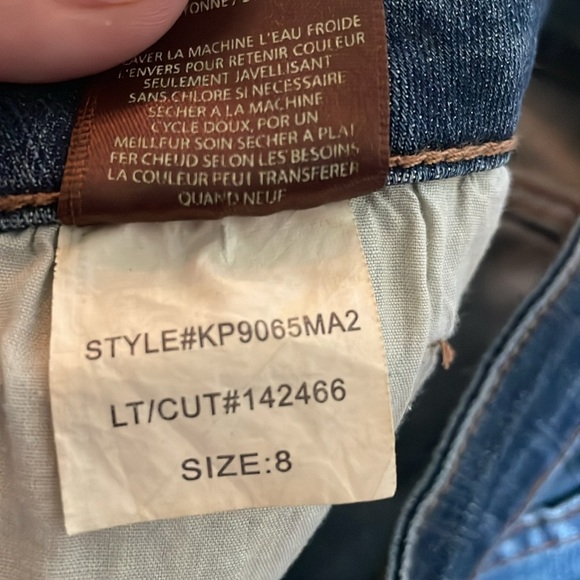 LAVER LA MACHINE L'EAU FROIDE
L'ENVERS POUR RETENIR COULEUR
SEULEMENT JAVELLISANT
SANS.CHLORE SI NECESSAIRE
SECHER A LA MACHINE
CYCLE DOUX, POR UN
MEILLEUR SOIN SECHER A PLAT
FER CHEUD SELON LES BESOINS
LA COULEUR PEUT TRANSFERER
QUAND NEUF
STYLE#KP9065MA2
LT/CUT#142466
SIZE:8